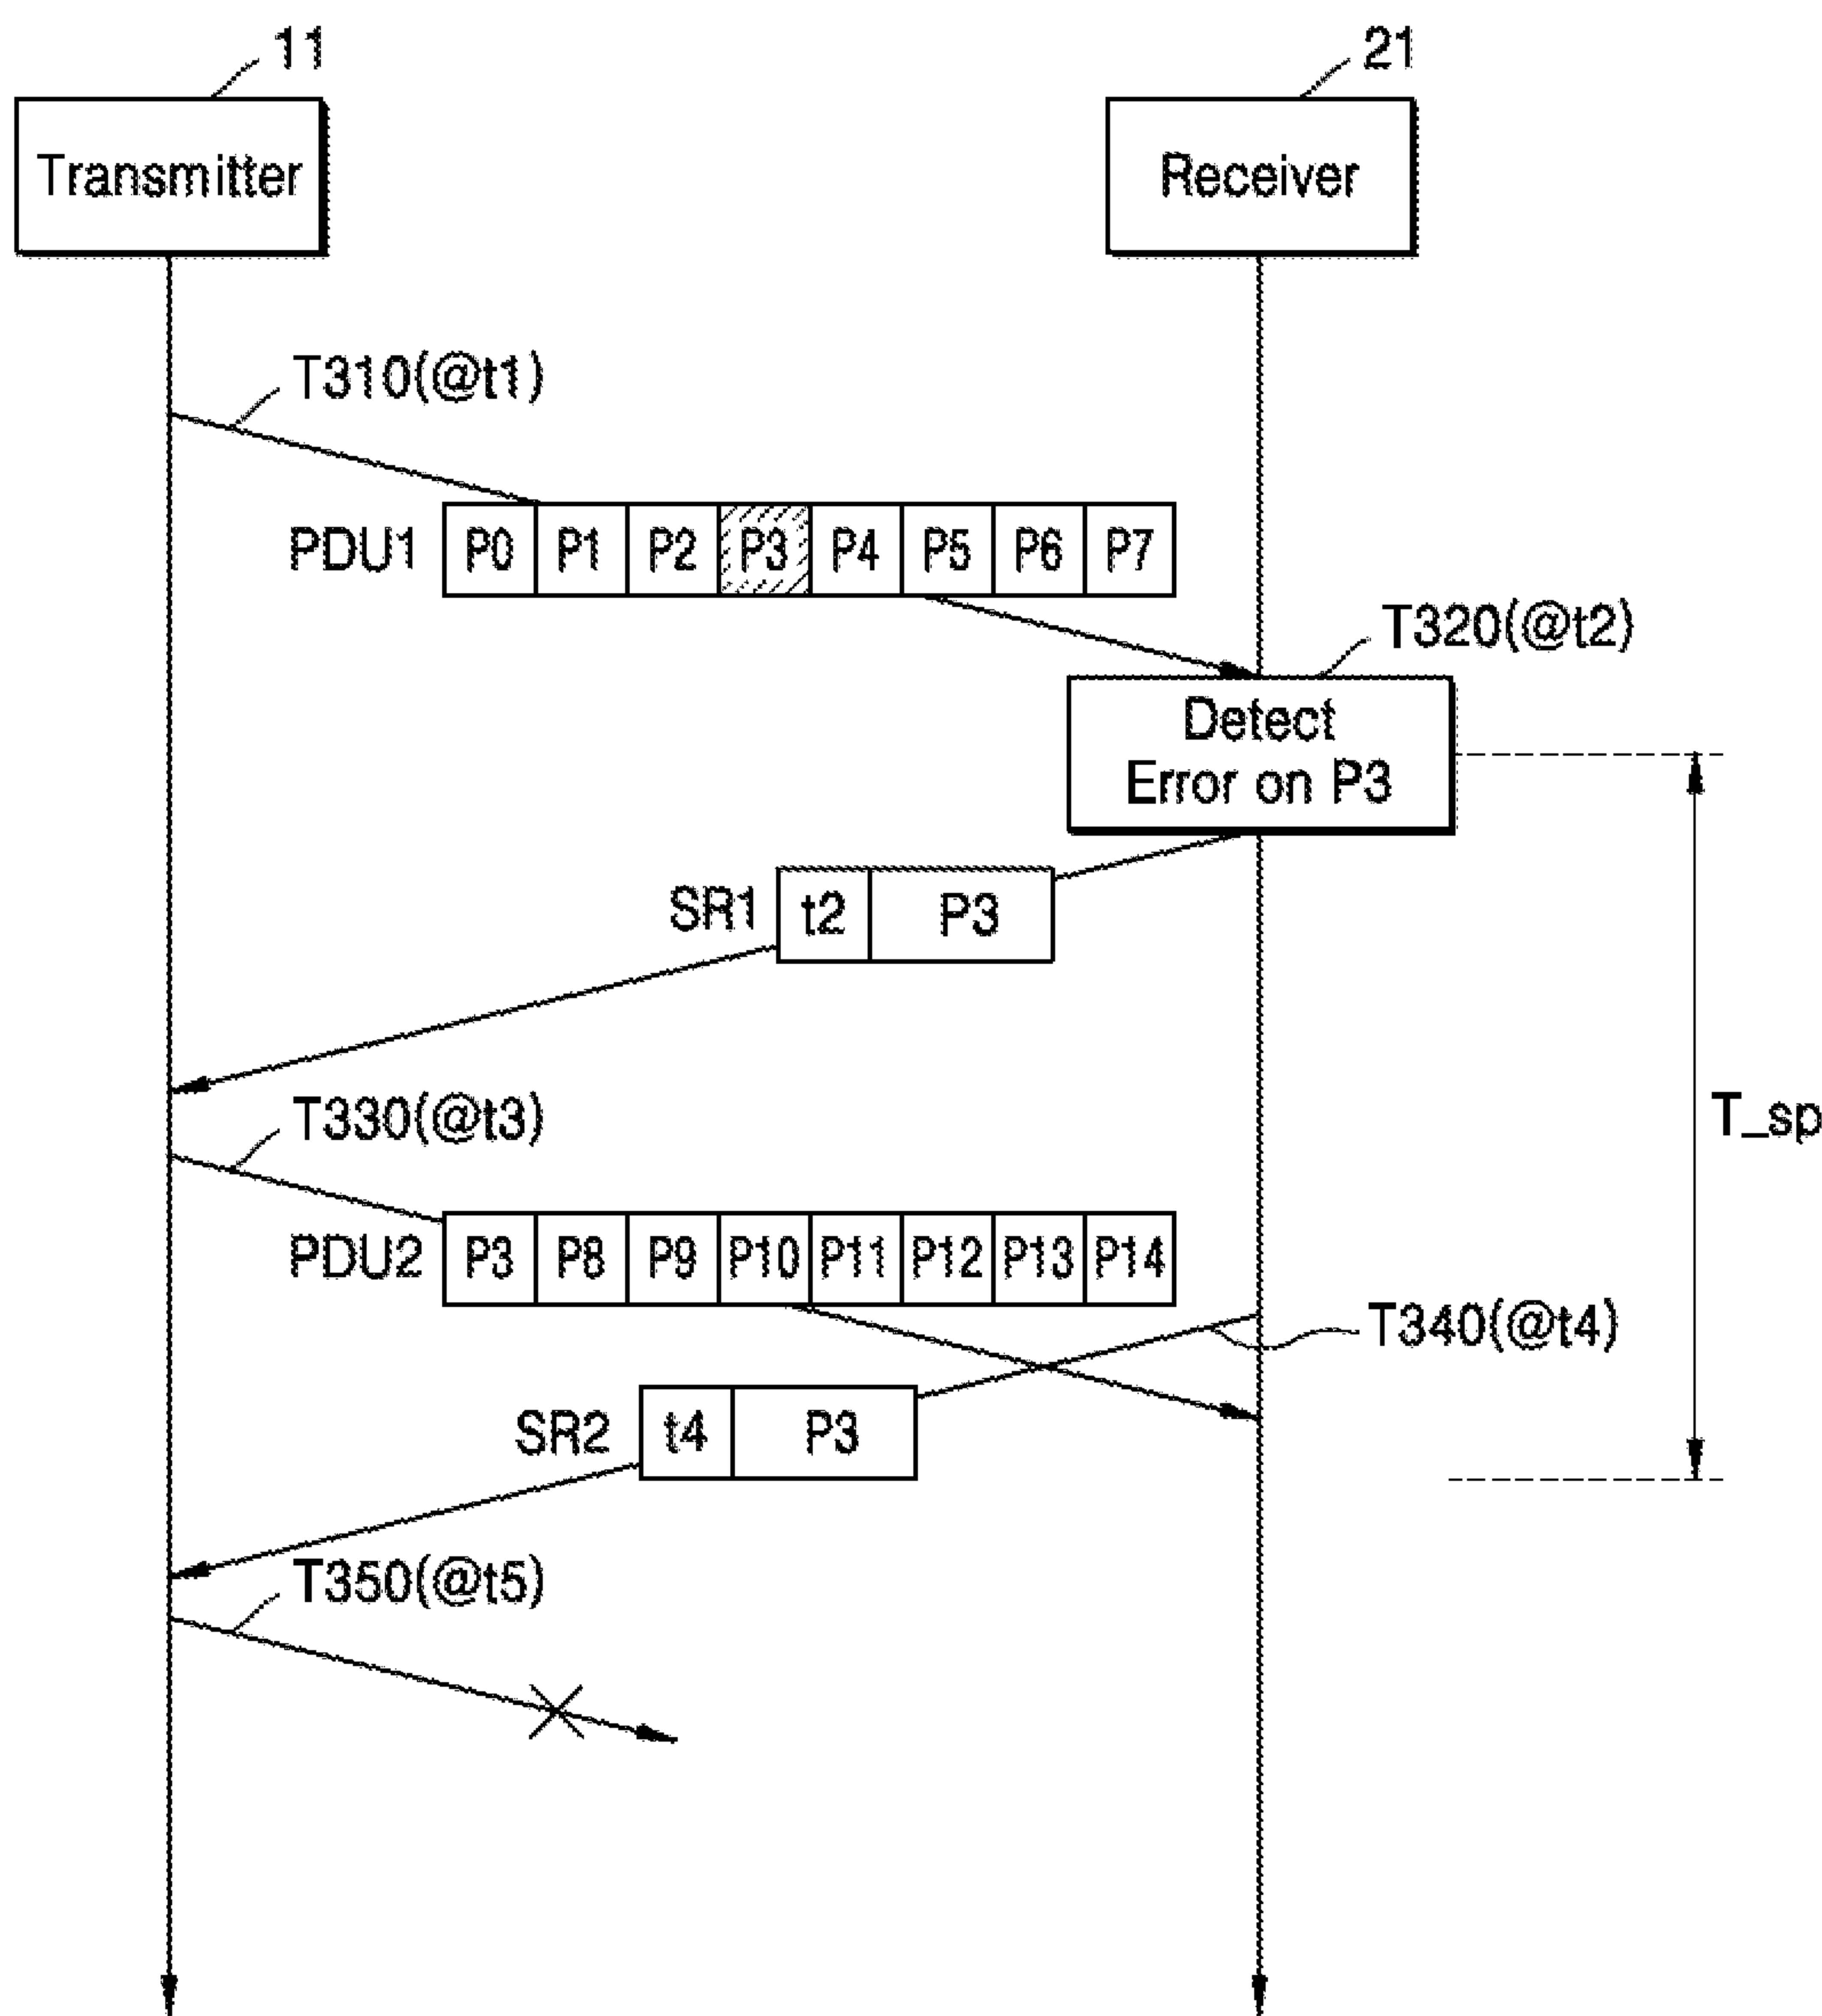 11
21
Transmitter
Receiver
T310(@t1)
PDU1 P0 P1 P2 P3 P4 P5 P6 P7
T320(@t2)
Detect
Error on P3
SR1 t2 P3
T330(@t3)
T_sp
PDU2 P3 P8 P9 P10 P11 P12 P13 P14
T340(@t4)
SR2 t4 P3
T350(@t5)